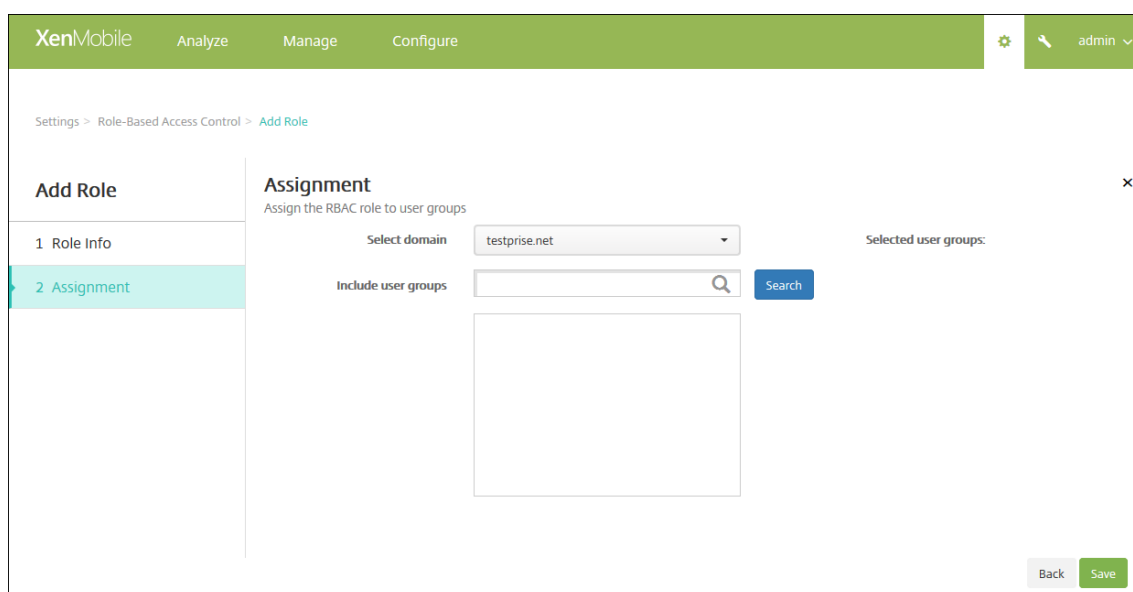 XenMobile Analyze Manage Configure admin
Settings > Role-Based Access Control > Add Role
Add Role
1 Role Info
2 Assignment
Assignment
Assign the RBAC role to user groups
Select domain testprise.net Selected user groups:
Include user groups Search
Back Save